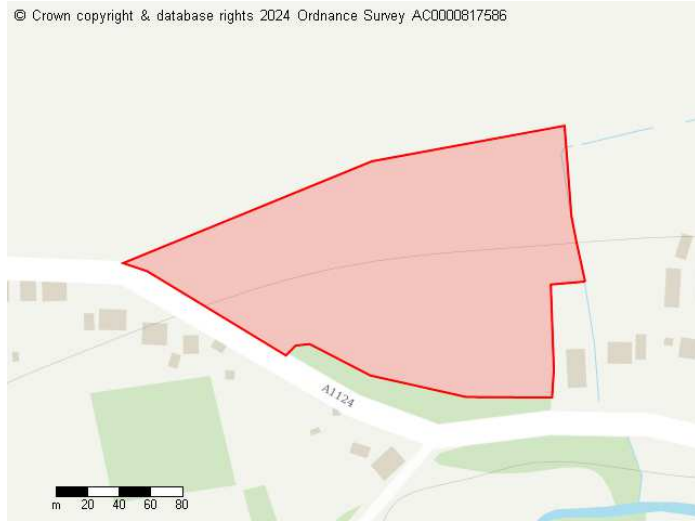 © Crown copyright & database rights 2024 Ordnance Survey AC0000817586
A1124
m 20 40 60 80